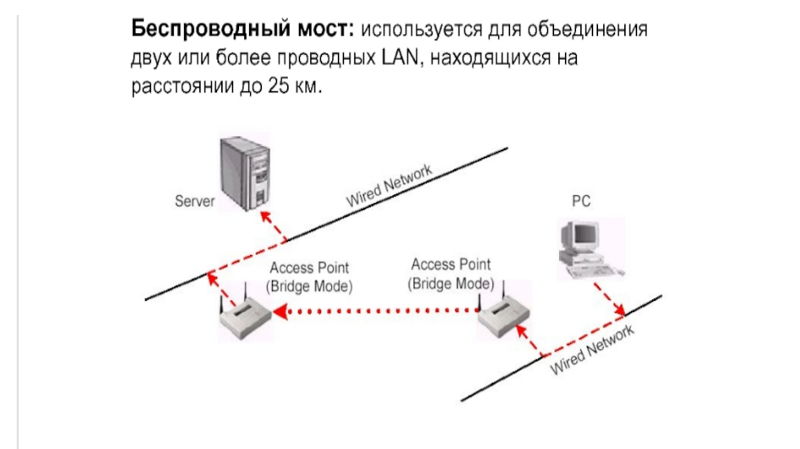 Беспроводный мост: используется для объединения
двух или более проводных LAN, находящихся на
расстоянии до 25 км.
Server
Wired Network
PC
Access Point
(Bridge Mode)
Access Point
(Bridge Mode)
Wired Network